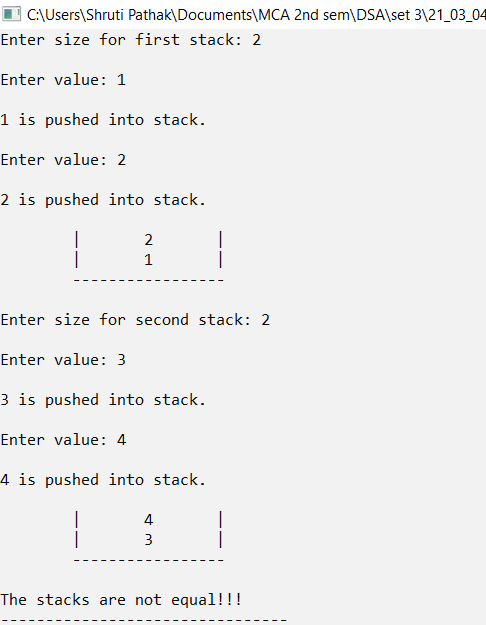 C:\Users\Shruti Pathak\Documents\MCA 2nd sem\DSA\set 3\21_03_04
Enter size for first stack: 2
Enter value: 1
1 is pushed into stack.
Enter value: 2
2 is pushed into stack.
| 2 |
| 1 |
-----------------
Enter size for second stack: 2
Enter value: 3
3 is pushed into stack.
Enter value: 4
4 is pushed into stack.
| 4 |
| 3 |
-----------------
The stacks are not equal!!!
--------------------------------